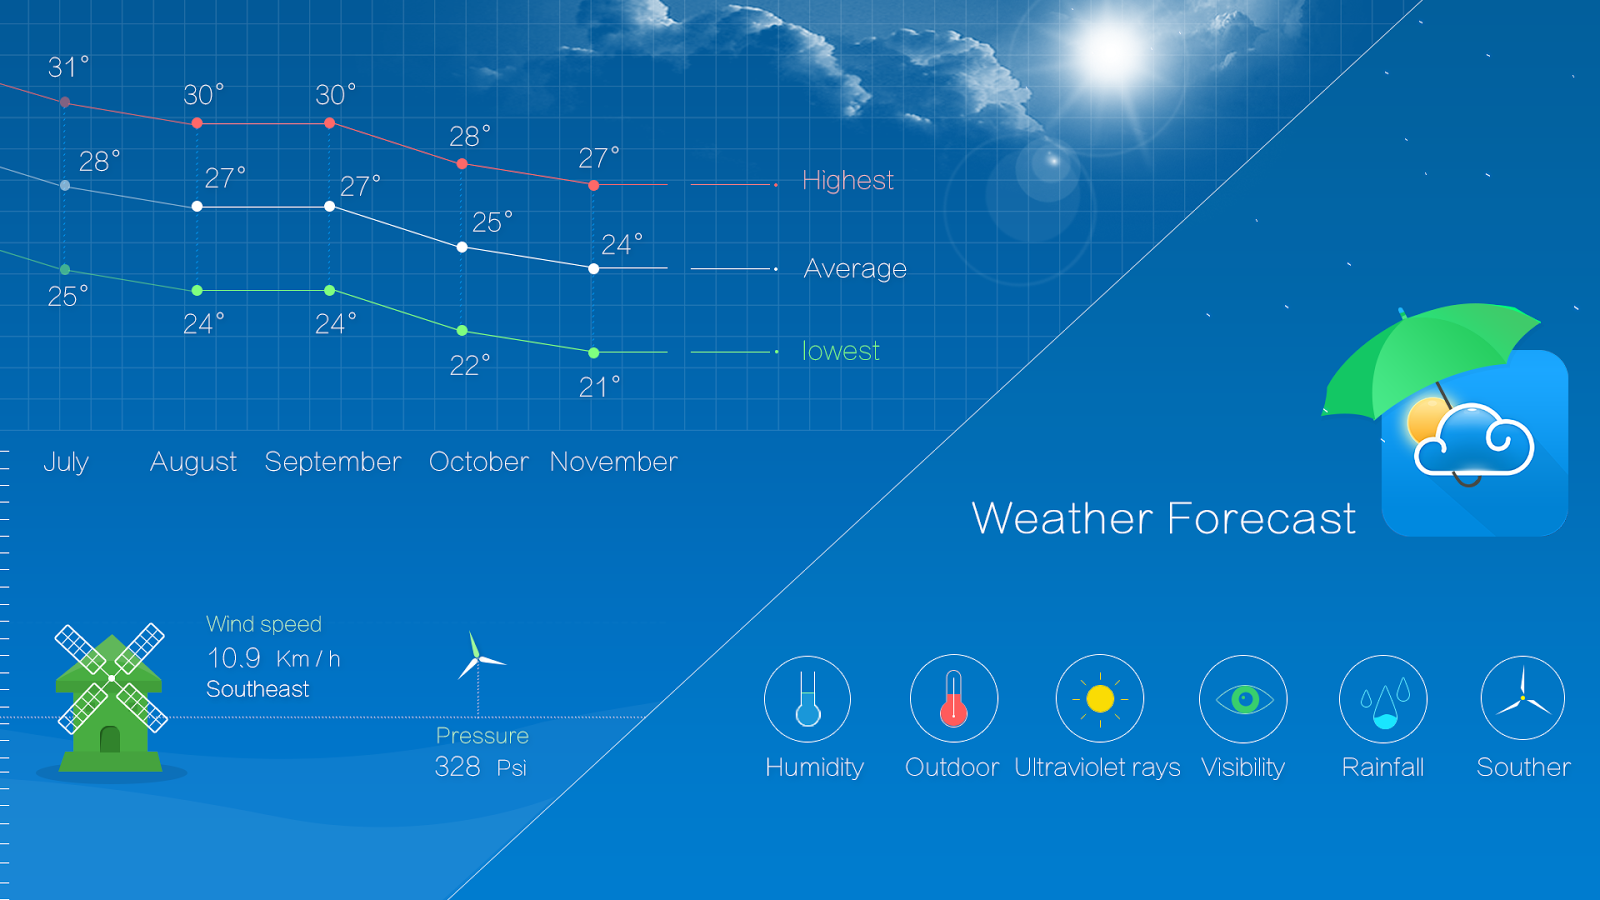 31°
30°
30°
28°
27°
Highest
28°
27°
27°
25°
24°
Average
25°
24°
24°
22°
21°
lowest
July August September October November
Weather Forecast
Wind speed
10.9 Km / h
Southeast
Pressure
328 Psi
Humidity Outdoor Ultraviolet rays Visibility Rainfall Souther